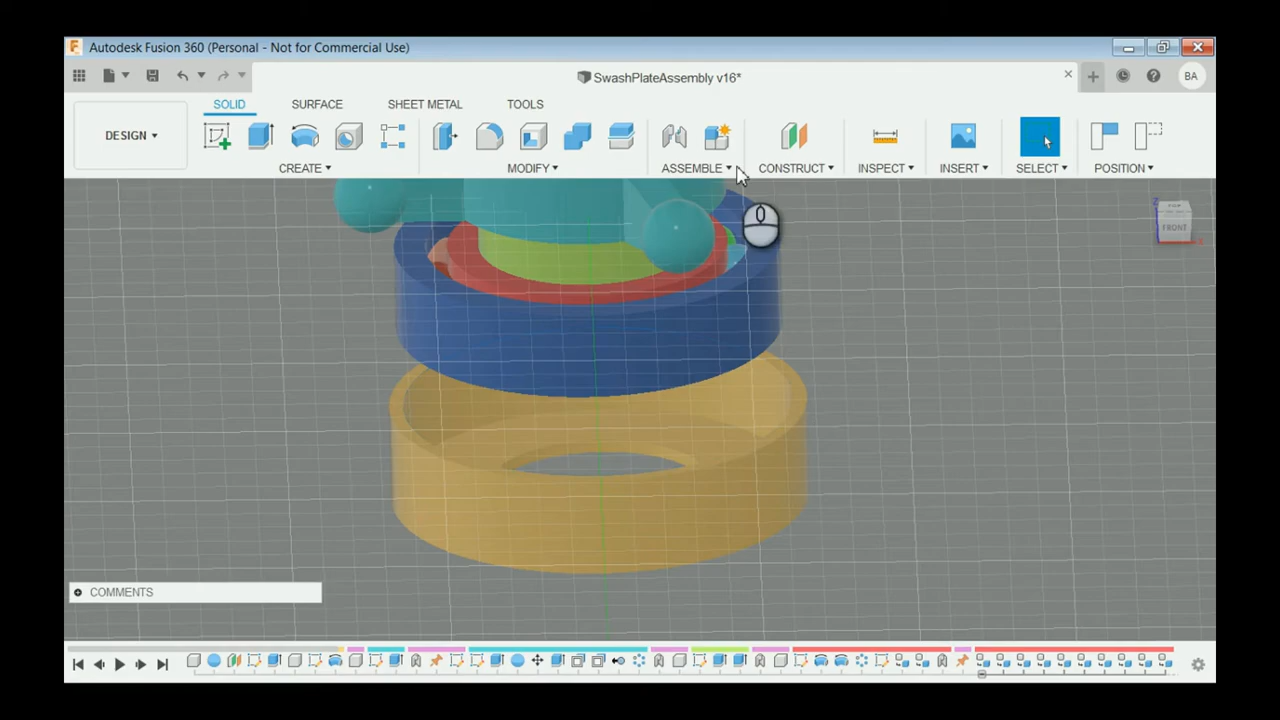 Autodesk Fusion 360 (Personal - Not for Commercial Use)
SwashPlateAssembly v16*
BA
DESIGN
SOLID SURFACE SHEET METAL TOOLS
CREATE MODIFY ASSEMBLE CONSTRUCT INSPECT INSERT SELECT POSITION
Z
FRONT
X
COMMENTS